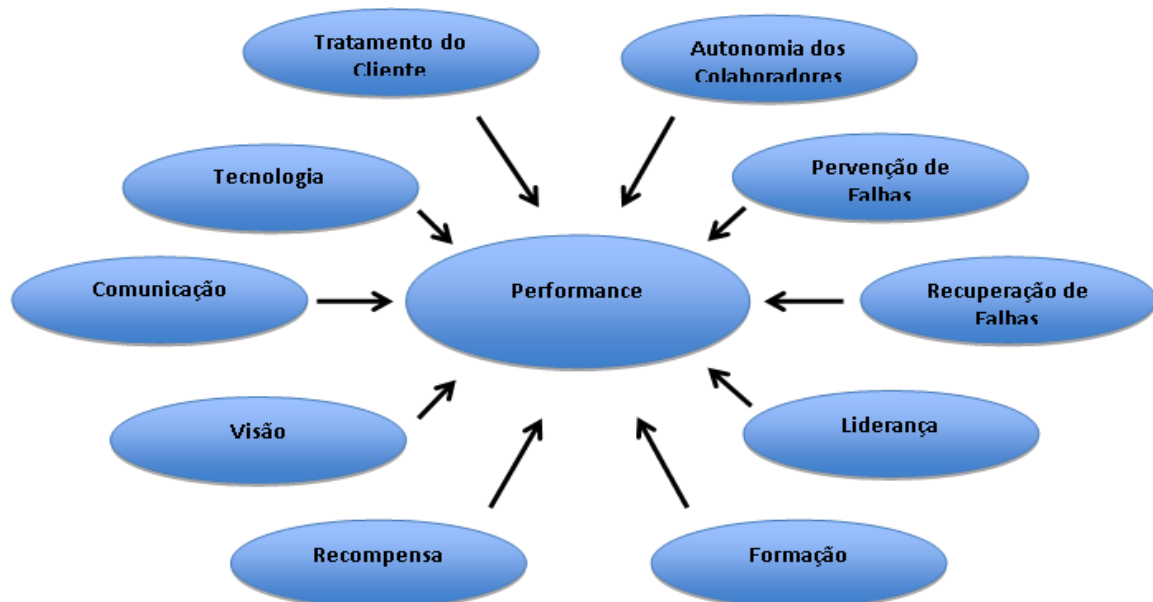 Tratamento do
Cliente
Autonomia dos
Colaboradores
Tecnologia
Pervenção de
Falhas
Comunicação
Performance
Recuperação de
Falhas
Visão
Liderança
Recompensa
Formação